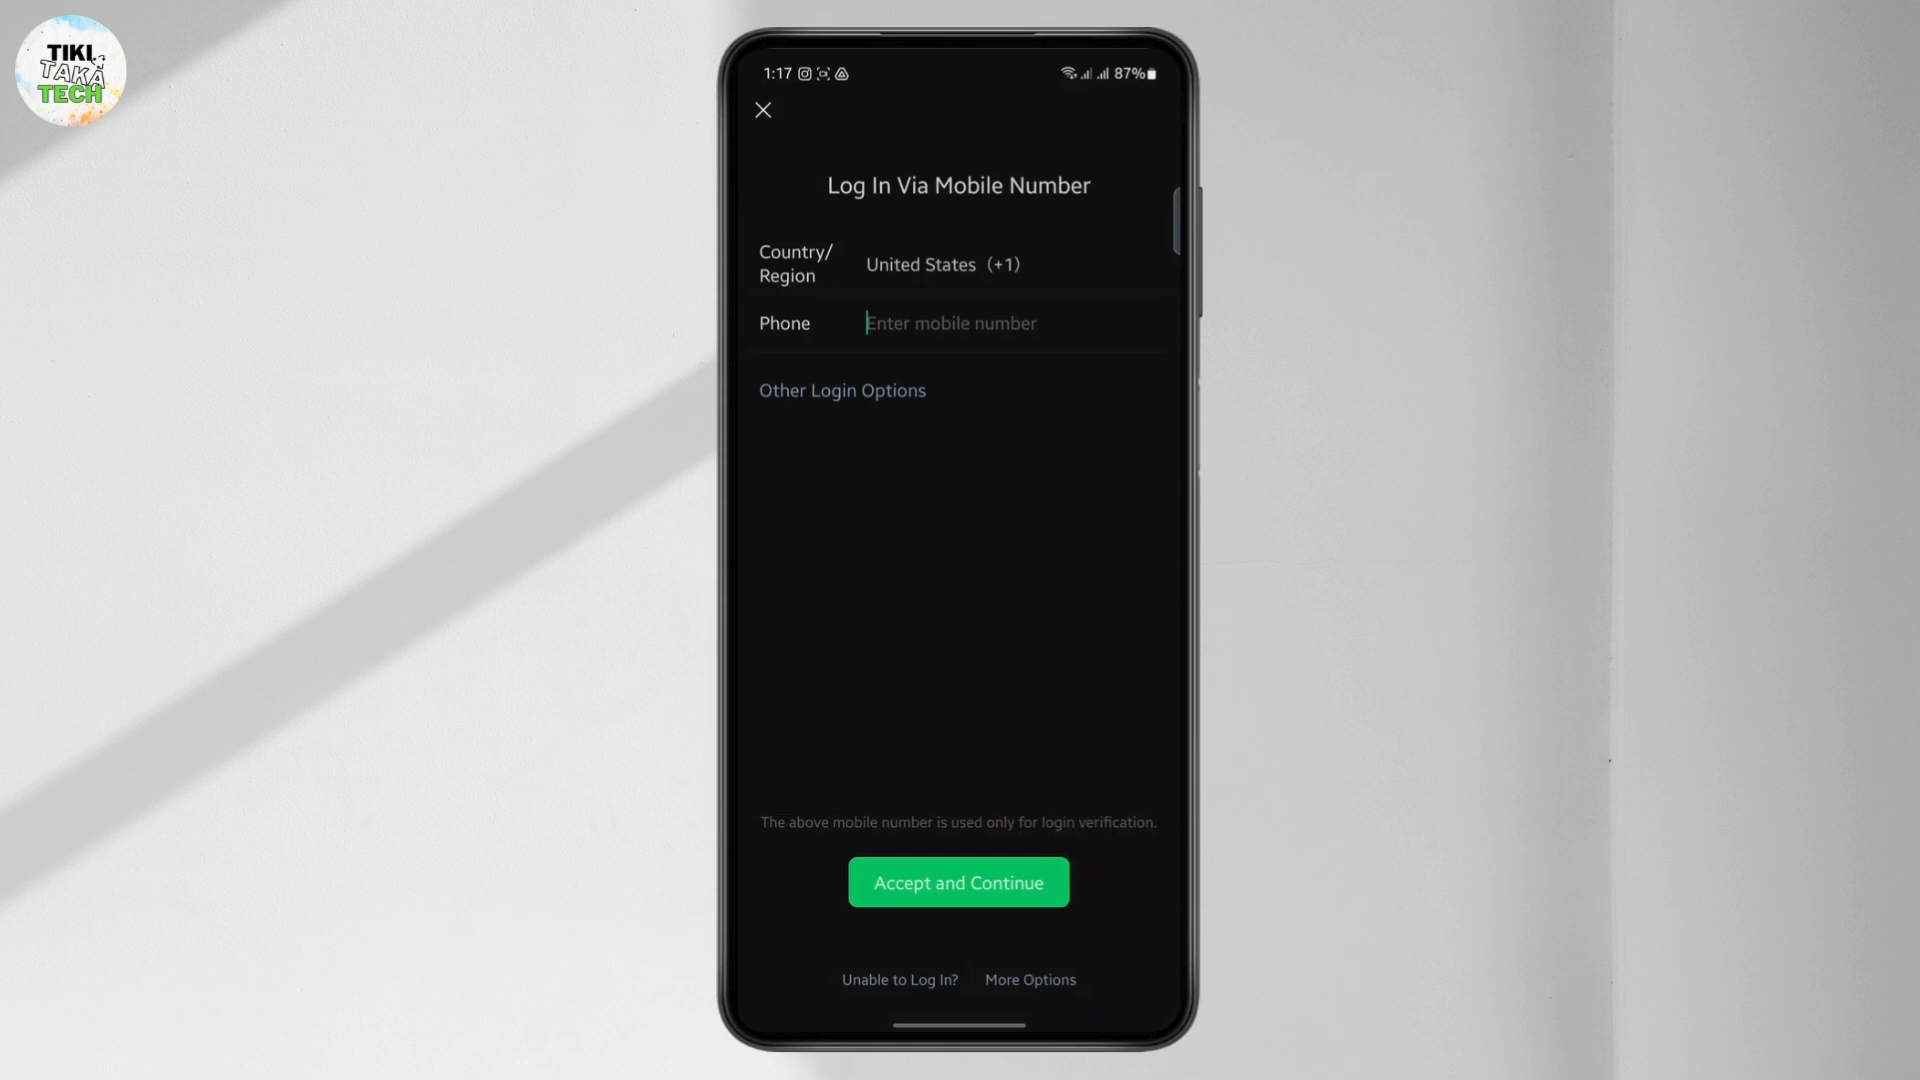 TIKI
TAKA
TECH
1:17
87%
Log In Via Mobile Number
Country/
Region
United States (+1)
Phone
Enter mobile number
Other Login Options
The above mobile number is used only for login verification.
Accept and Continue
Unable to Log In?
More Options